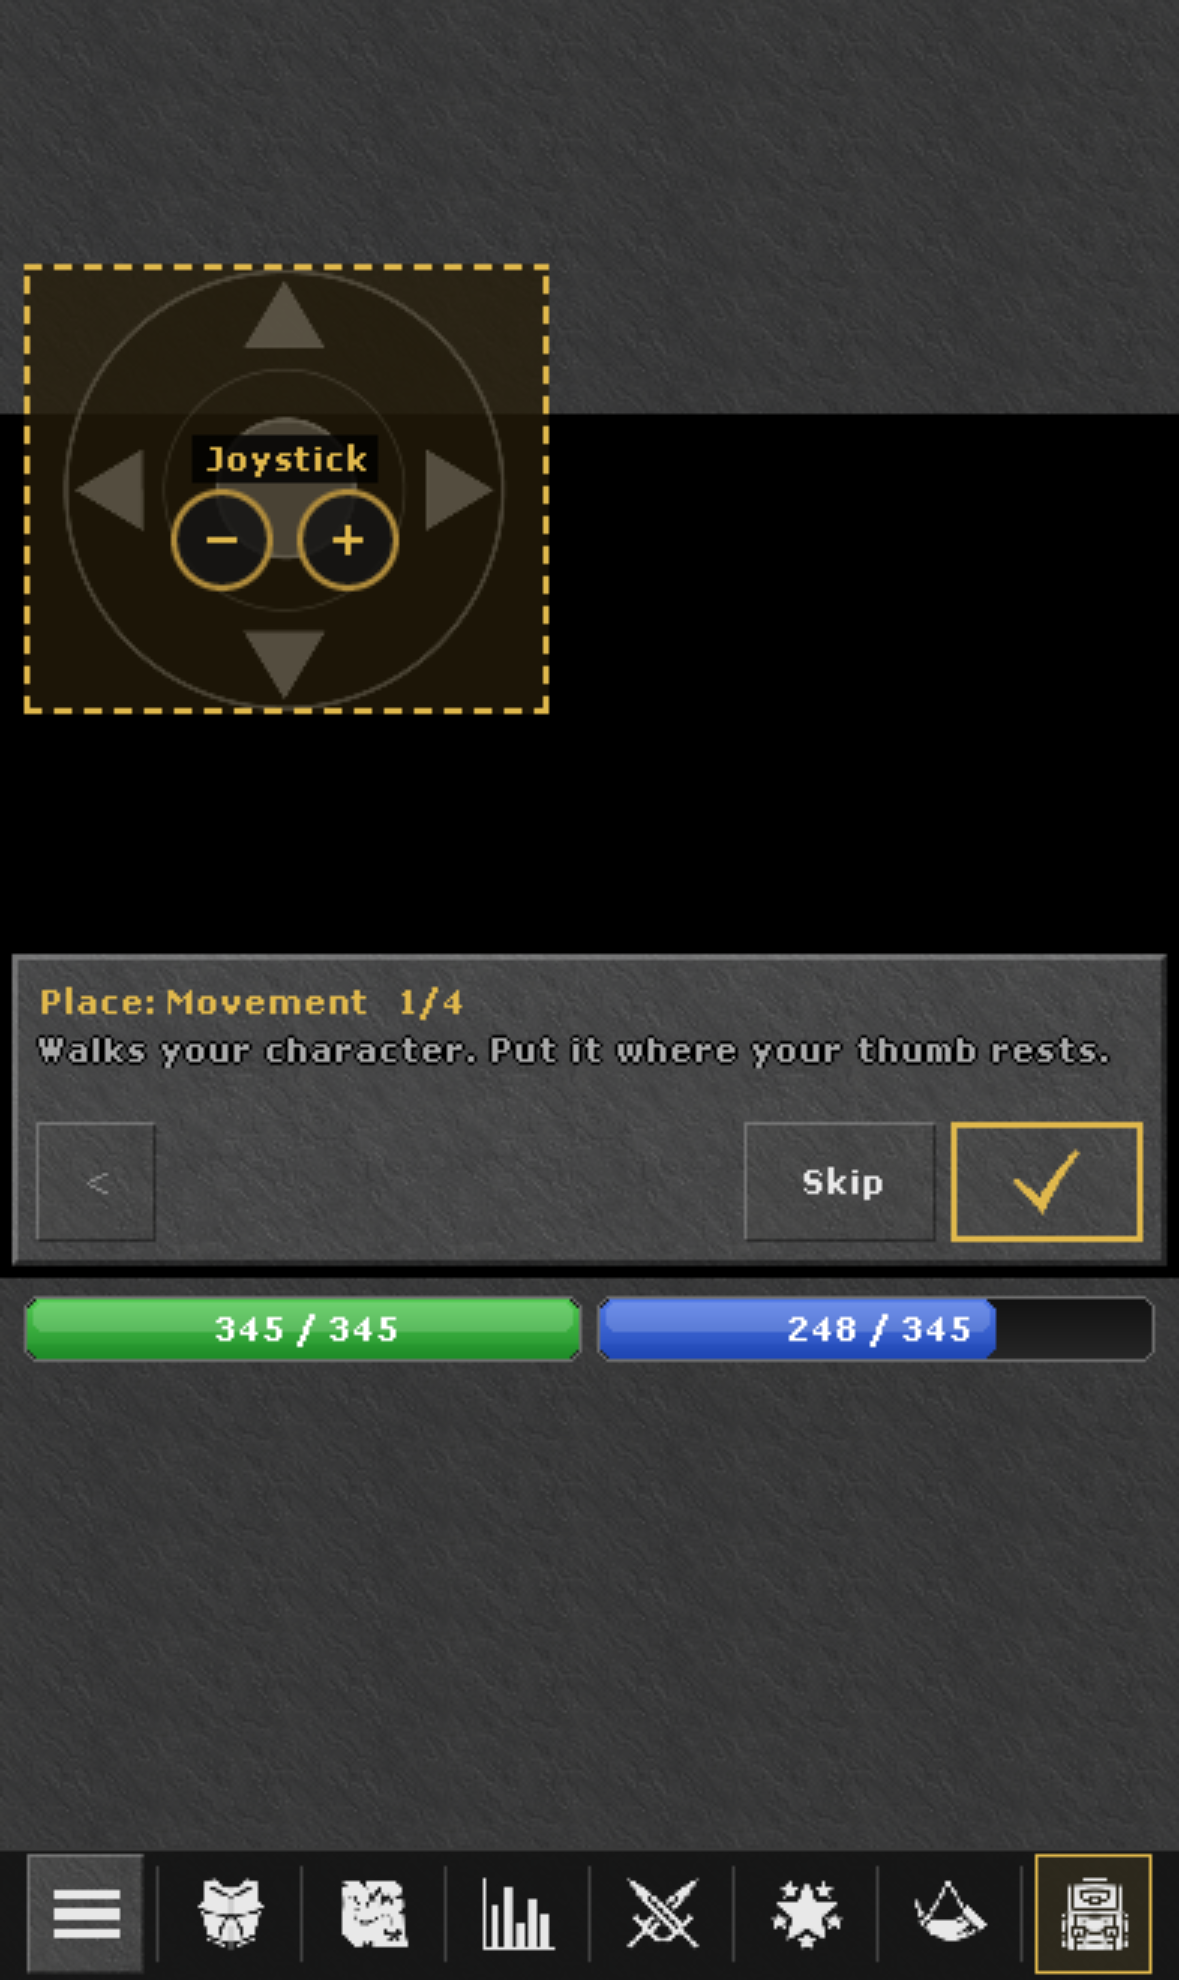 Joystick
− +
Place: Movement 1/4
Walks your character. Put it where your thumb rests.
< Skip
345 / 345 248 / 345